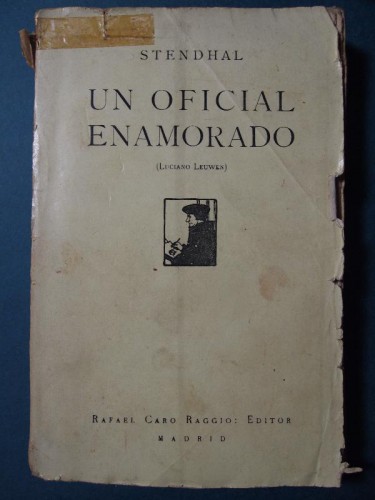 STENDHAL
UN OFICIAL
ENAMORADO
(LUCIANO LEUWEN)
RAFAEL CARO RAGGIO: EDITOR
MADRID